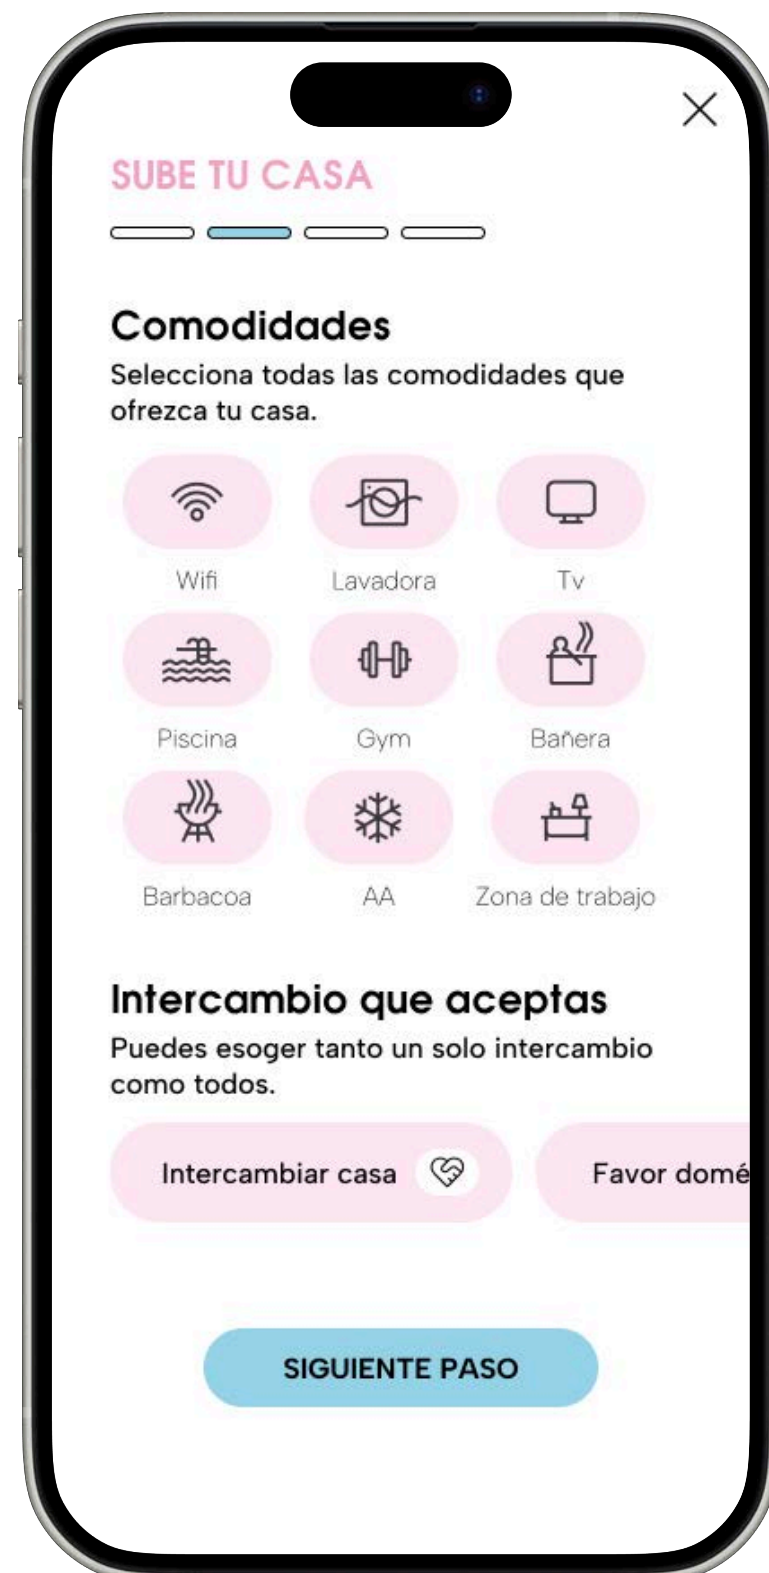 SUBE TU CASA
Comodidades
Selecciona todas las comodidades que
ofrezca tu casa.
Wifi Lavadora Tv
Piscina Gym Bañera
Barbacoa AA Zona de trabajo
Intercambio que aceptas
Puedes esoger tanto un solo intercambio
como todos.
Intercambiar casa Favor domé
SIGUIENTE PASO